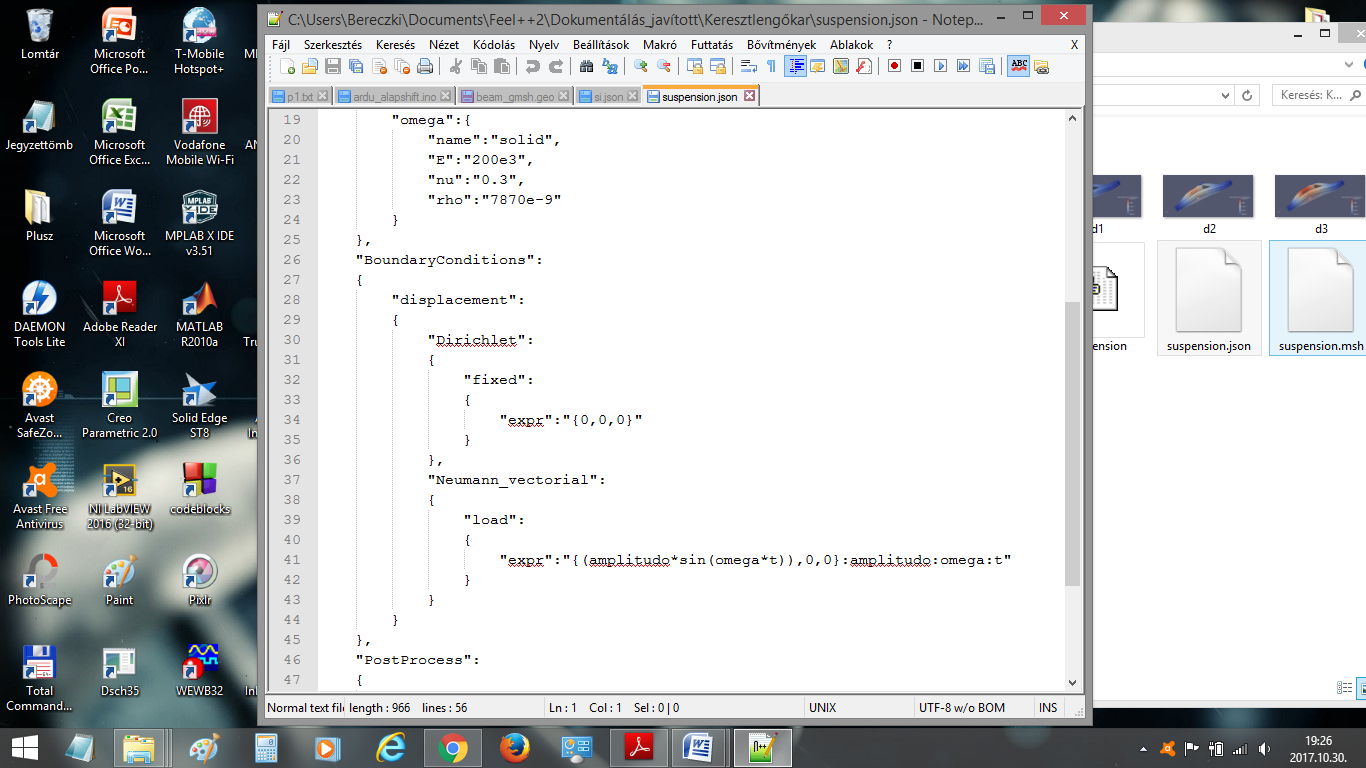 C:\Users\Bereczki\Documents\Feel++2\Dokumentálás_javított\Keresztlengőkar\suspension.json - Notep...
Fájl Szerkesztés Keresés Nézet Kódolás Nyelv Beállítások Makró Futtatás Bővítmények Ablakok ? X
p1.txt ardu_alapshift.ino beam_gmsh.geo si.json suspension.json
19 "omega":{
20 "name":"solid",
21 "E":"200e3",
22 "nu":"0.3",
23 "rho":"7870e-9"
24 }
25 },
26 "BoundaryConditions":
27 {
28 "displacement":
29 {
30 "Dirichlet":
31 {
32 "fixed":
33 {
34 "expr":"{0,0,0}"
35 }
36 },
37 "Neumann_vectorial":
38 {
39 "load":
40 {
41 "expr":"{(amplitudo*sin(omega*t)),0,0}:amplitudo:omega:t"
42 }
43 }
44 }
45 },
46 "PostProcess":
47 {
Normal text fil length : 966 lines : 56 Ln : 1 Col : 1 Sel : 0 | 0 UNIX UTF-8 w/o BOM INS
Lomtár
Microsoft
Office Po...
T-Mobile
Hotspot+
Jegyzettömb
Microsoft
Office Exc...
Vodafone
Mobile Wi-Fi
Plusz
Microsoft
Office Wo...
MPLAB X IDE
v3.51
DAEMON
Tools Lite
Adobe Reader
XI
MATLAB
R2010a
Avast
SafeZo...
Creo
Parametric 2.0
Solid Edge
ST8
Avast Free
Antivirus
NI LabVIEW
2016 (32-bit)
codeblocks
PhotoScape
Paint
Pixlr
Total
Command...
Dsch35
WEWB32
Keresés: K...
d1 d2 d3
ension suspension.json suspension.msh
19:26
2017.10.30.